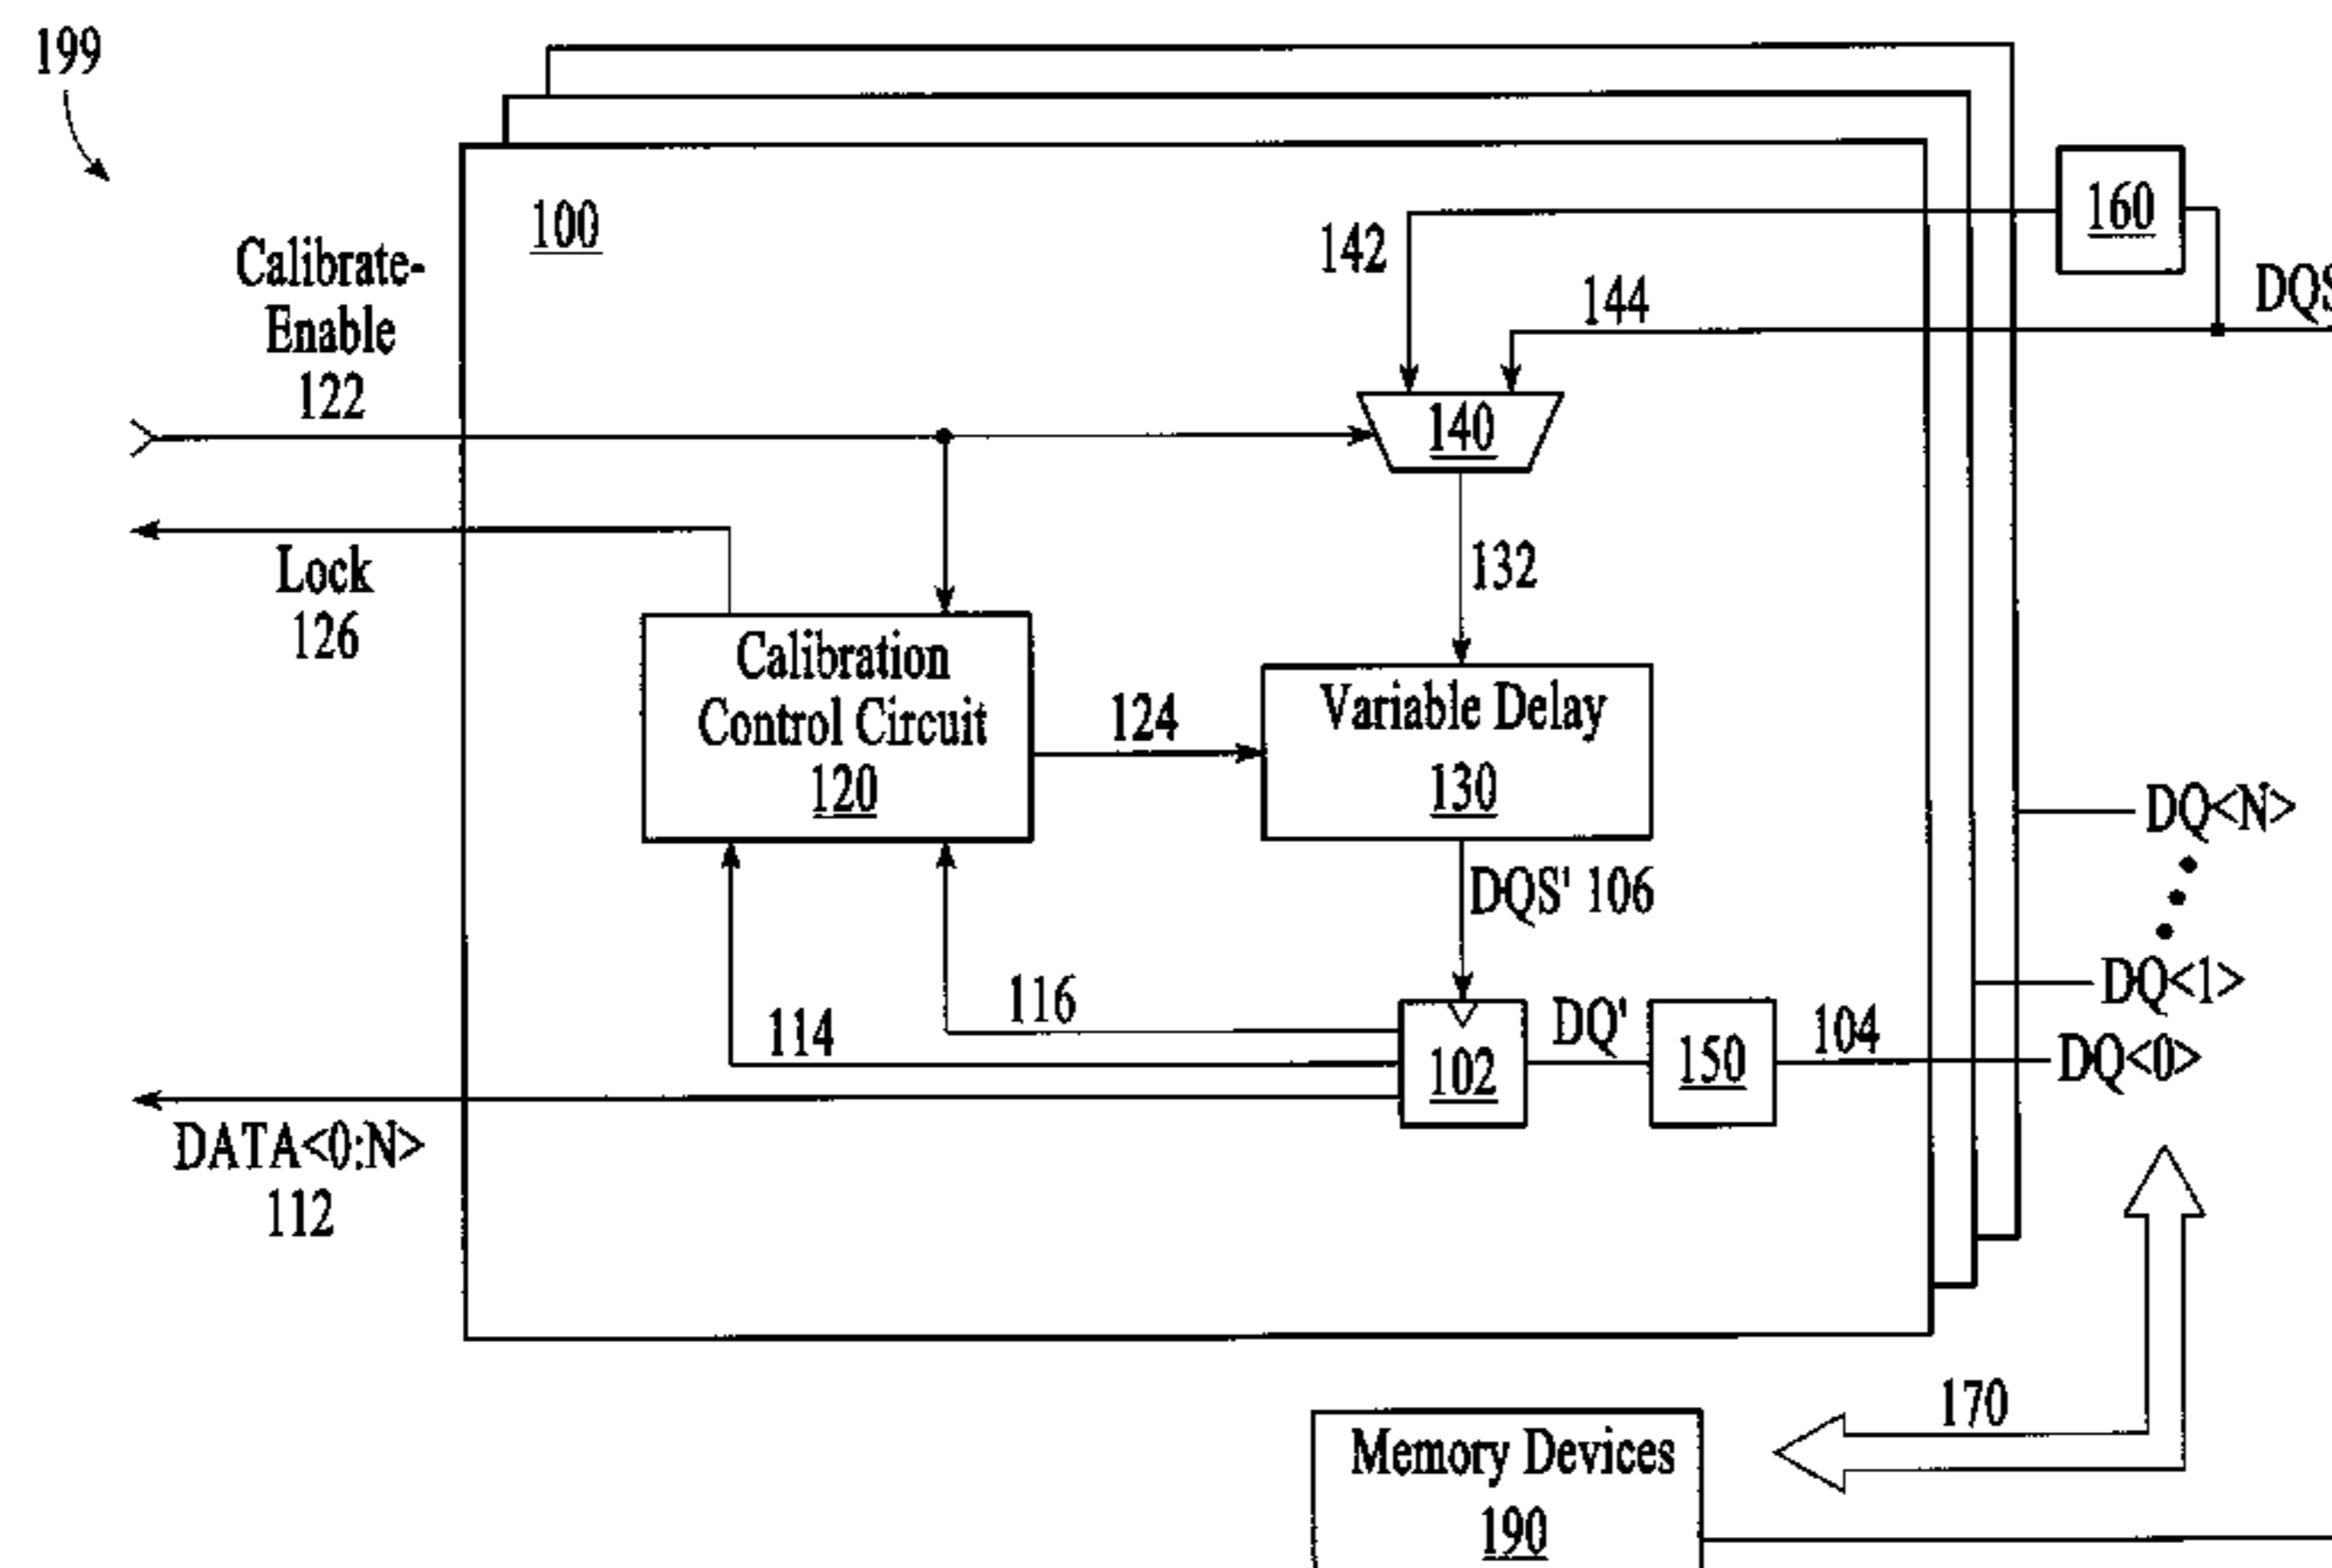 199
100
160
142
Calibrate-
Enable
122
144
DQS
140
132
Lock
126
Calibration
Control Circuit
120
124
Variable Delay
130
DQ<N>
DQS' 106
DQ<1>
116
114
DQ'
104
102
150
DQ<0>
DATA<0:N>
112
170
Memory Devices
190